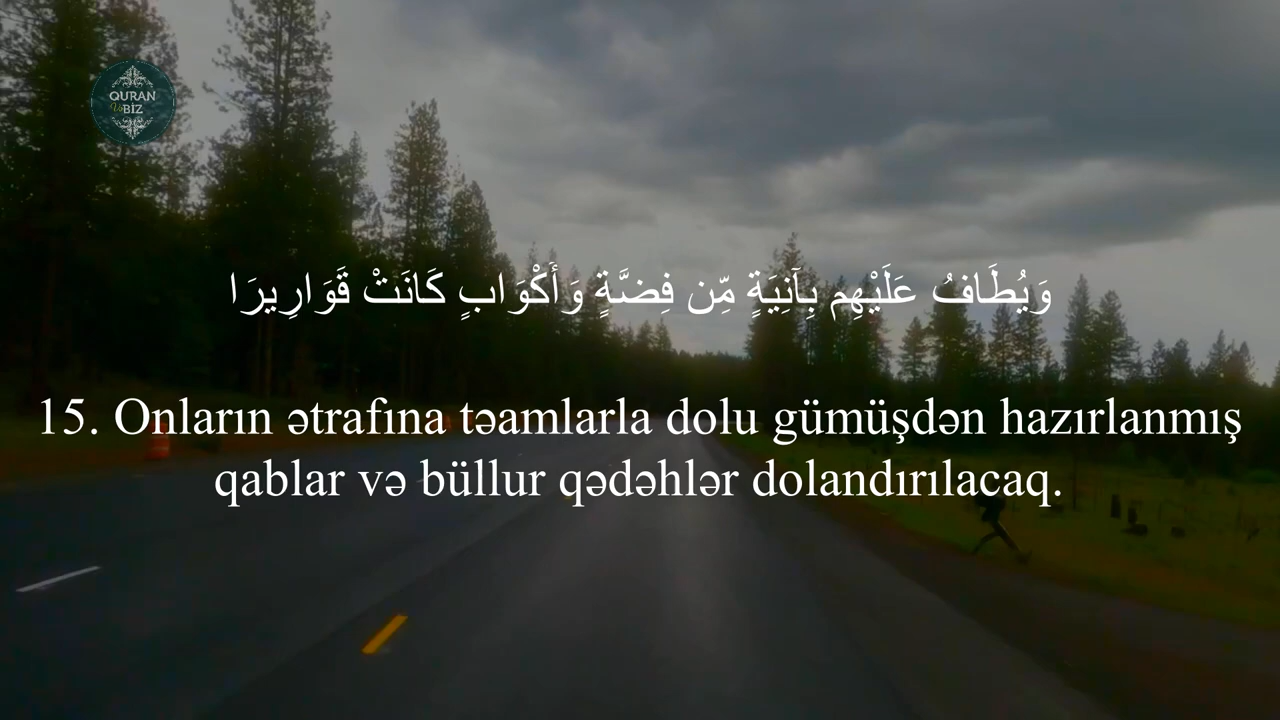 QURAN
Və BİZ
وَيُطَافُ عَلَيْهِم بِآنِيَةٍ مِّن فِضَّةٍ وَأَكْوَابٍ كَانَتْ قَوَارِيرَا
15. Onların ətrafına təamlarla dolu gümüşdən hazırlanmış
qablar və büllur qədəhlər dolandırılacaq.